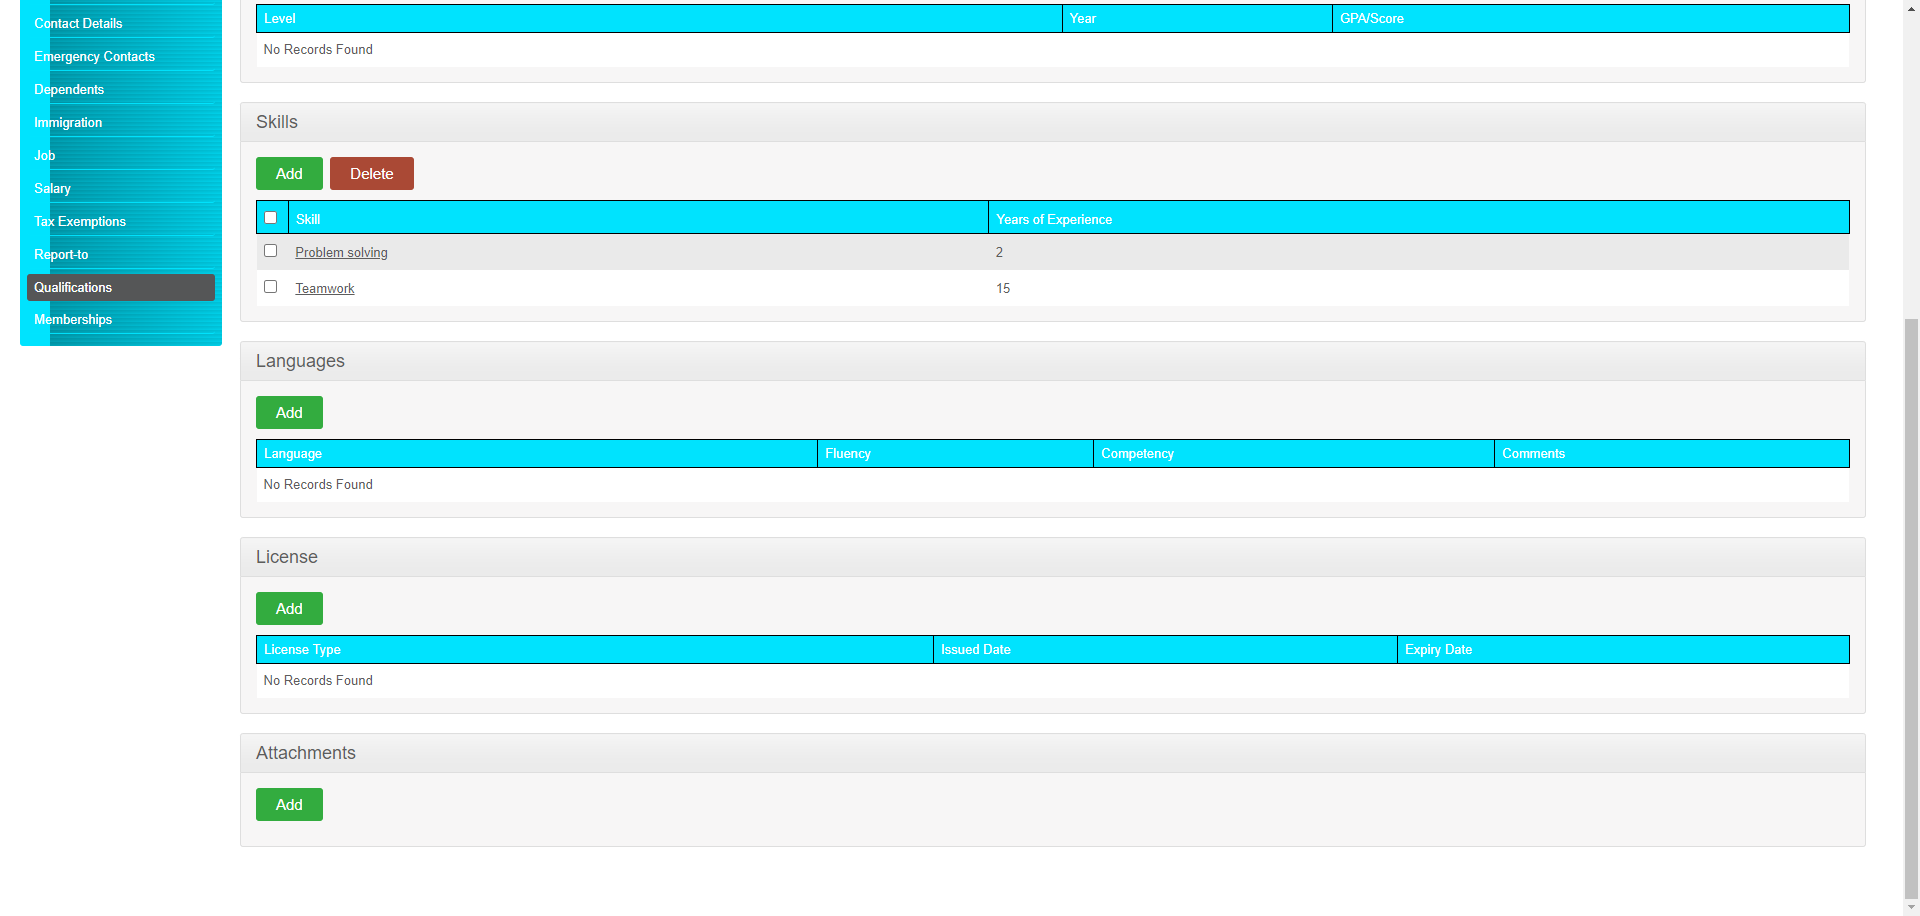 Contact Details
Emergency Contacts
Dependents
Immigration
Job
Salary
Tax Exemptions
Report-to
Qualifications
Memberships
Level Year GPA/Score
No Records Found
Skills
Add Delete
Skill Years of Experience
Problem solving 2
Teamwork 15
Languages
Add
Language Fluency Competency Comments
No Records Found
License
Add
License Type Issued Date Expiry Date
No Records Found
Attachments
Add